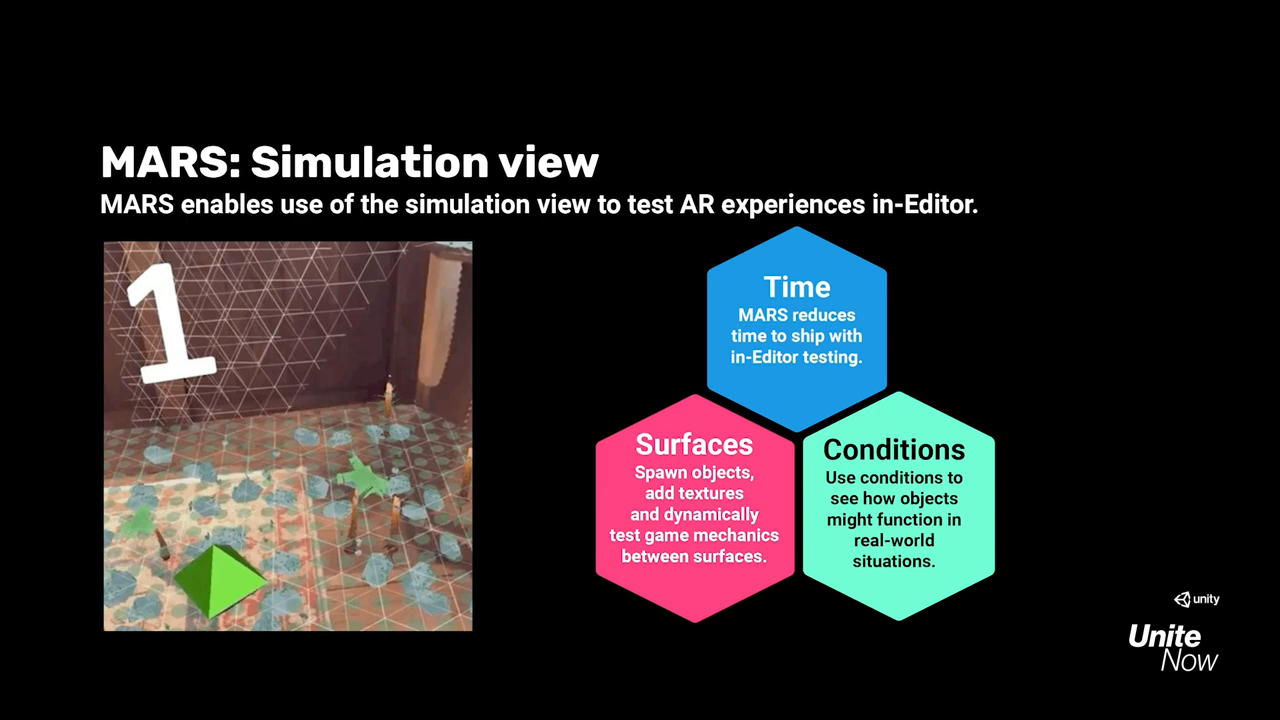 MARS: Simulation view
MARS enables use of the simulation view to test AR experiences in-Editor.
1
Time
MARS reduces
time to ship with
in-Editor testing.
Surfaces
Spawn objects,
add textures
and dynamically
test game mechanics
between surfaces.
Conditions
Use conditions to
see how objects
might function in
real-world
situations.
unity
Unite
Now